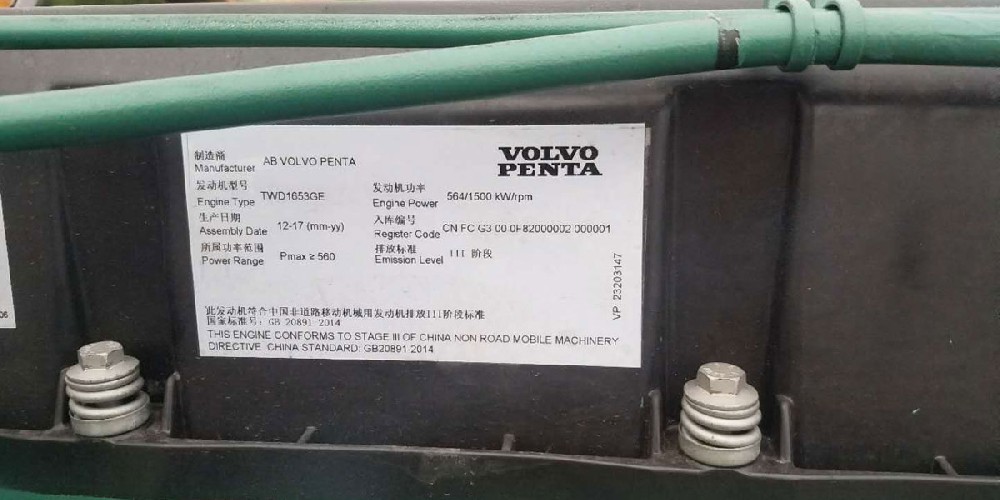 制造商
Manufacturer AB VOLVO PENTA
VOLVO
PENTA
发动机型号
Engine Type TWD1653GE
发动机功率
Engine Power 564/1500 kW/rpm
生产日期
Assembly Date 12-17 (mm-yy)
入库编号
Register Code CN FC G3 00 0F82000002 000001
所属功率范围
Power Range Pmax ≥ 560
排放标准
Emission Level III 阶段
VP 23203147
此发动机符合中国非道路移动机械用发动机排放III阶段标准
国家标准号: GB 20891-2014
THIS ENGINE CONFORMS TO STAGE III OF CHINA NON ROAD MOBILE MACHINERY
DIRECTIVE. CHINA STANDARD: GB20891-2014
06